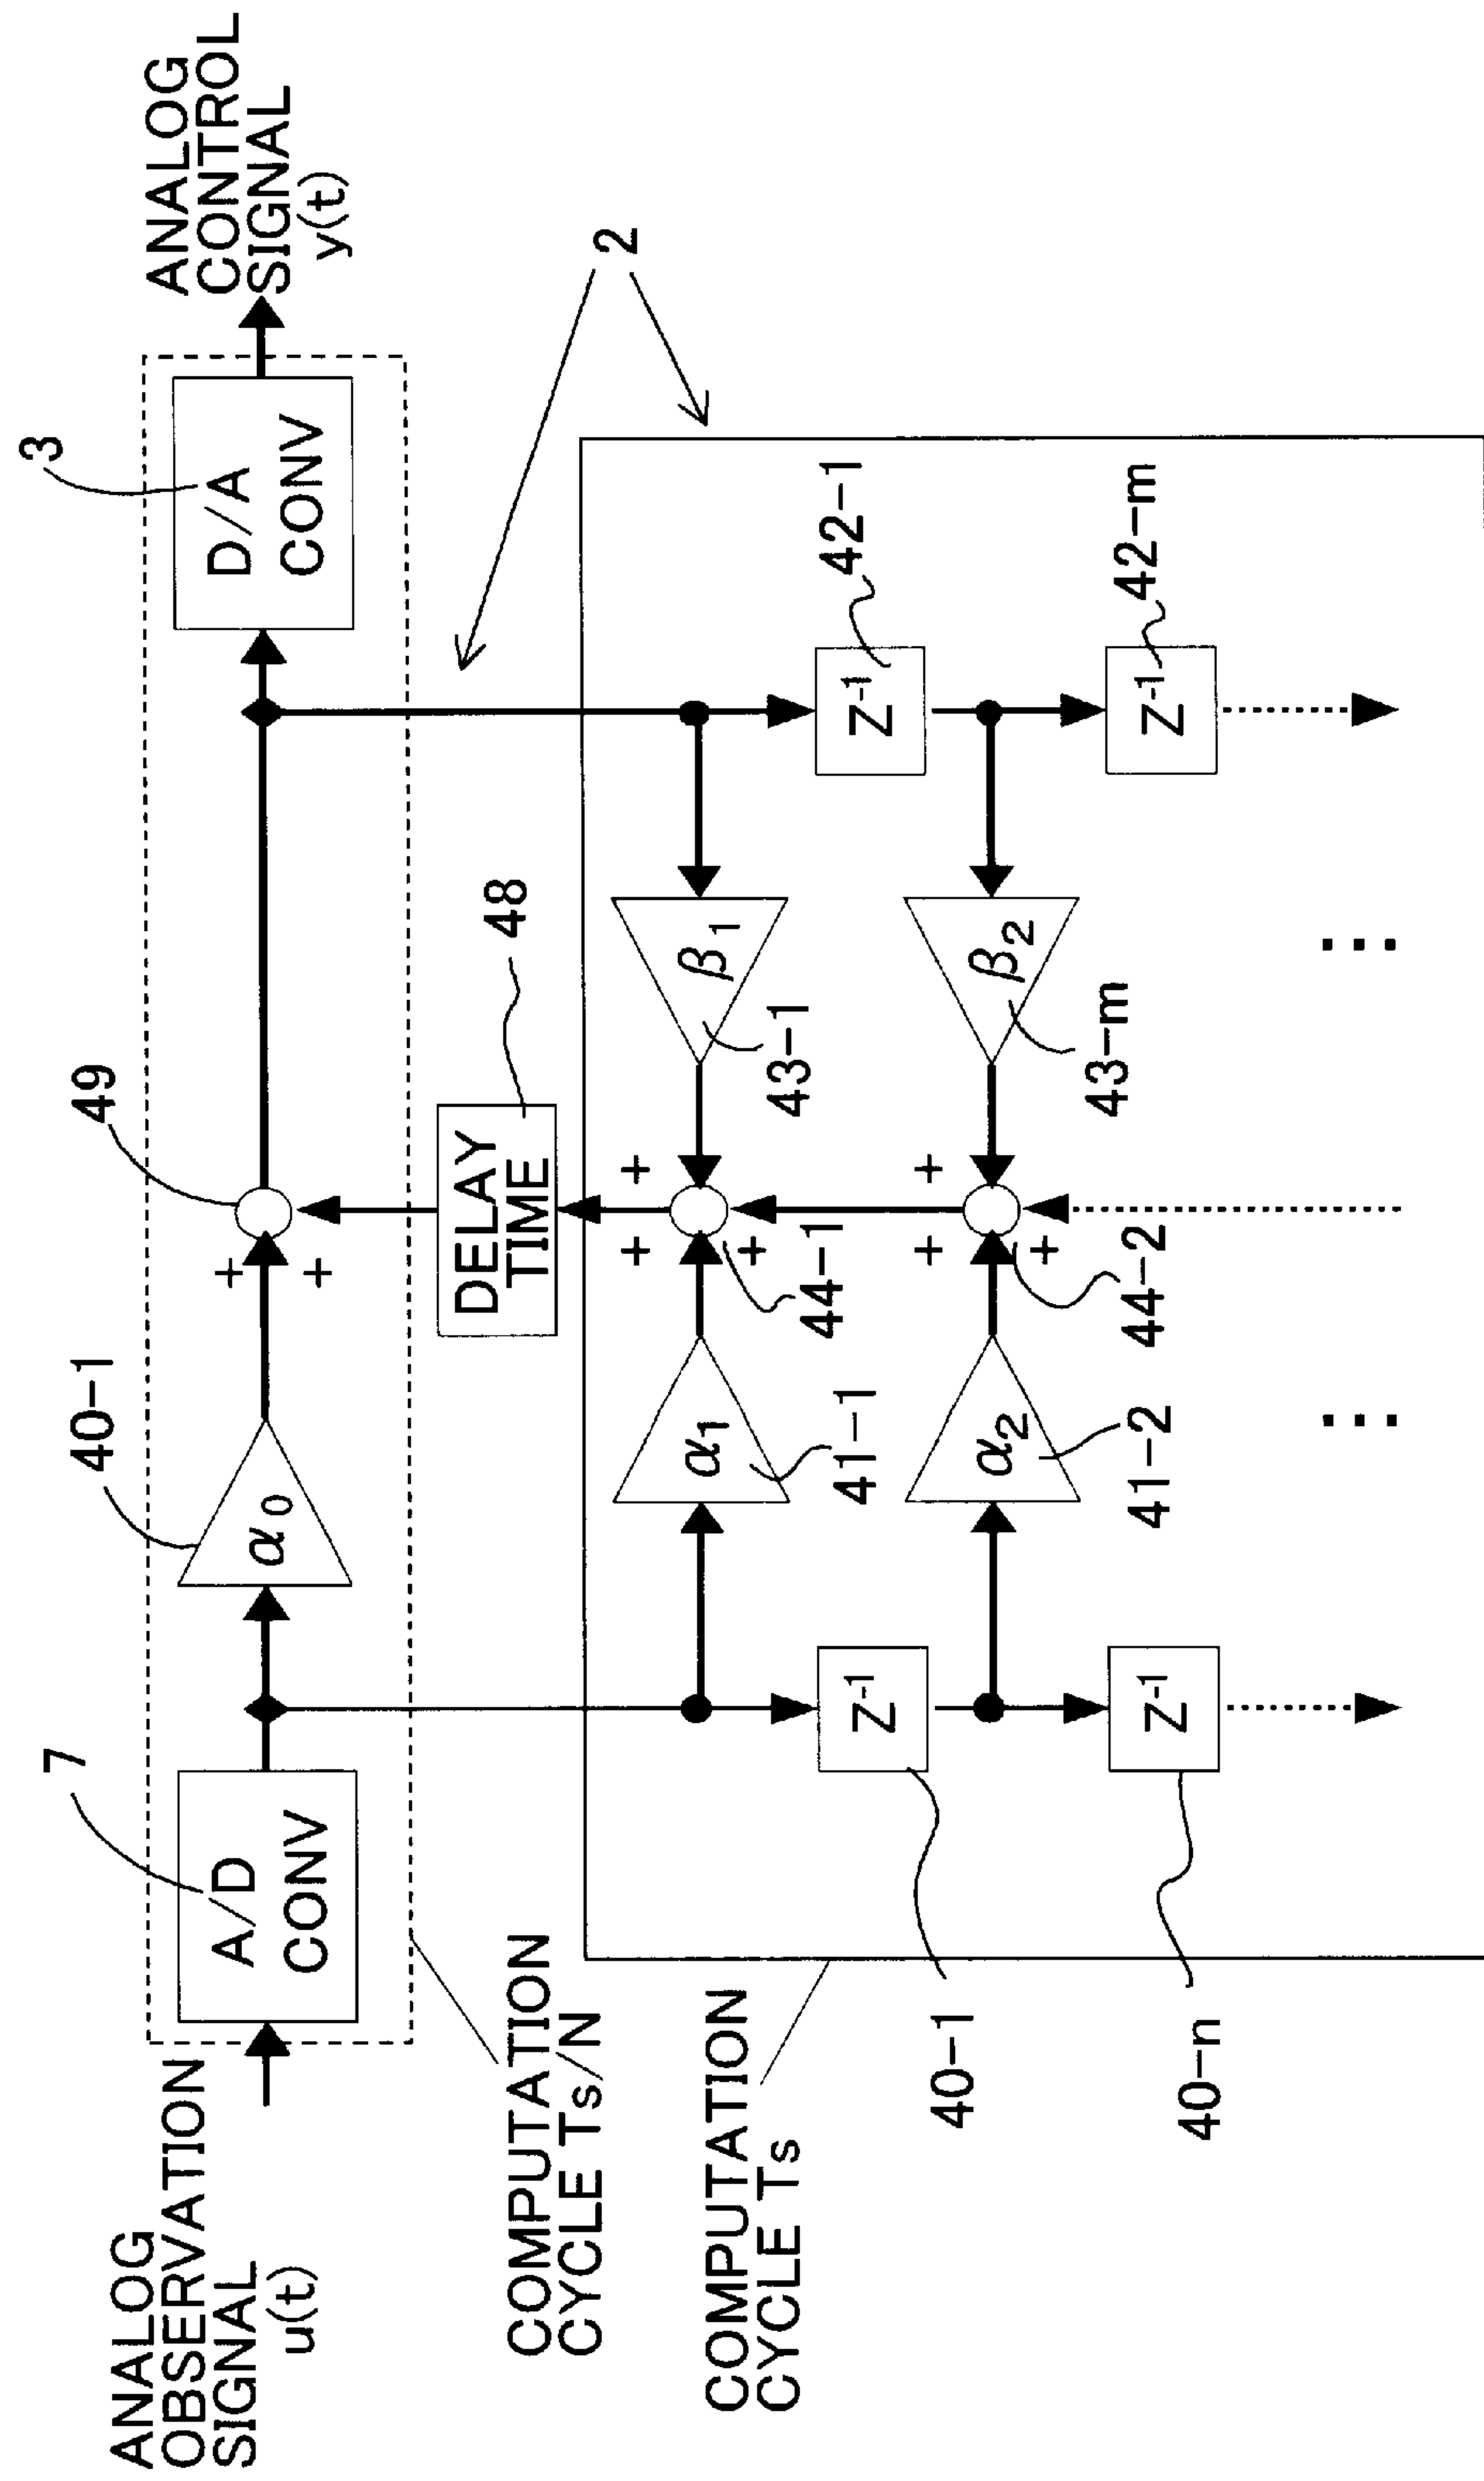 ANALOG
OBSERVATION
SIGNAL
u(t)
7
A/D
CONV
40-1
α0
+
+
49
3
D/A
CONV
ANALOG
CONTROL
SIGNAL
y(t)
COMPUTATION
CYCLE Ts/N
DELAY
TIME
48
2
COMPUTATION
CYCLE Ts
α1
41-1
+
+
+
44-1
β1
43-1
Z-1
40-1
Z-1
42-1
α2
41-2
+
+
+
44-2
β2
43-m
Z-1
40-n
Z-1
42-m
...
...